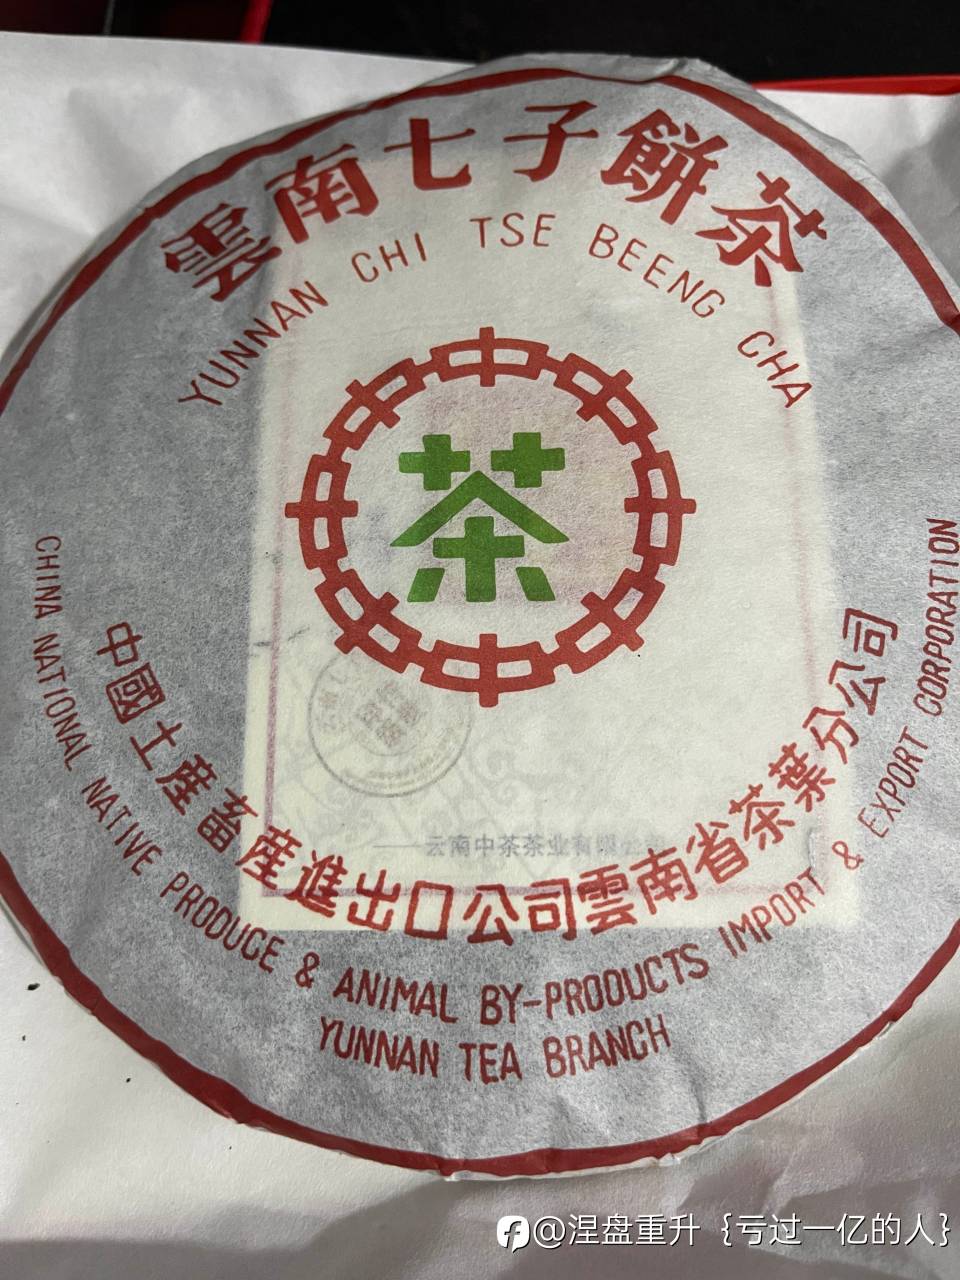 雲南七子餅茶
YUNNAN CHI TSE BEENG CHA
茶
中國土產畜產進出口公司雲南省茶葉分公司
CHINA NATIONAL NATIVE PRODUCE & ANIMAL BY-PRODUCTS IMPORT & EXPORT CORPORATION
YUNNAN TEA BRANCH
——云南中茶茶业有限公司
@涅盘重升{亏过一亿的人}